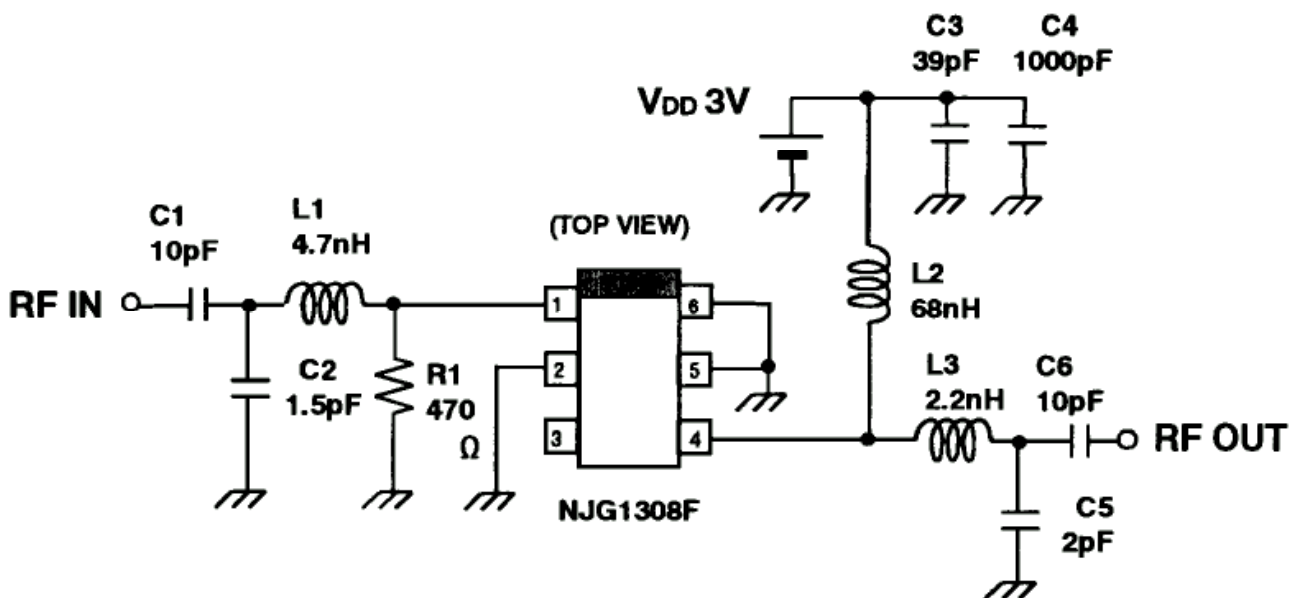 C3
39pF
C4
1000pF
VDD 3V
C1
10pF
L1
4.7nH
(TOP VIEW)
L2
68nH
RF IN
1
6
C2
1.5pF
R1
470
Ω
2
5
3
4
L3
2.2nH
C6
10pF
RF OUT
NJG1308F
C5
2pF